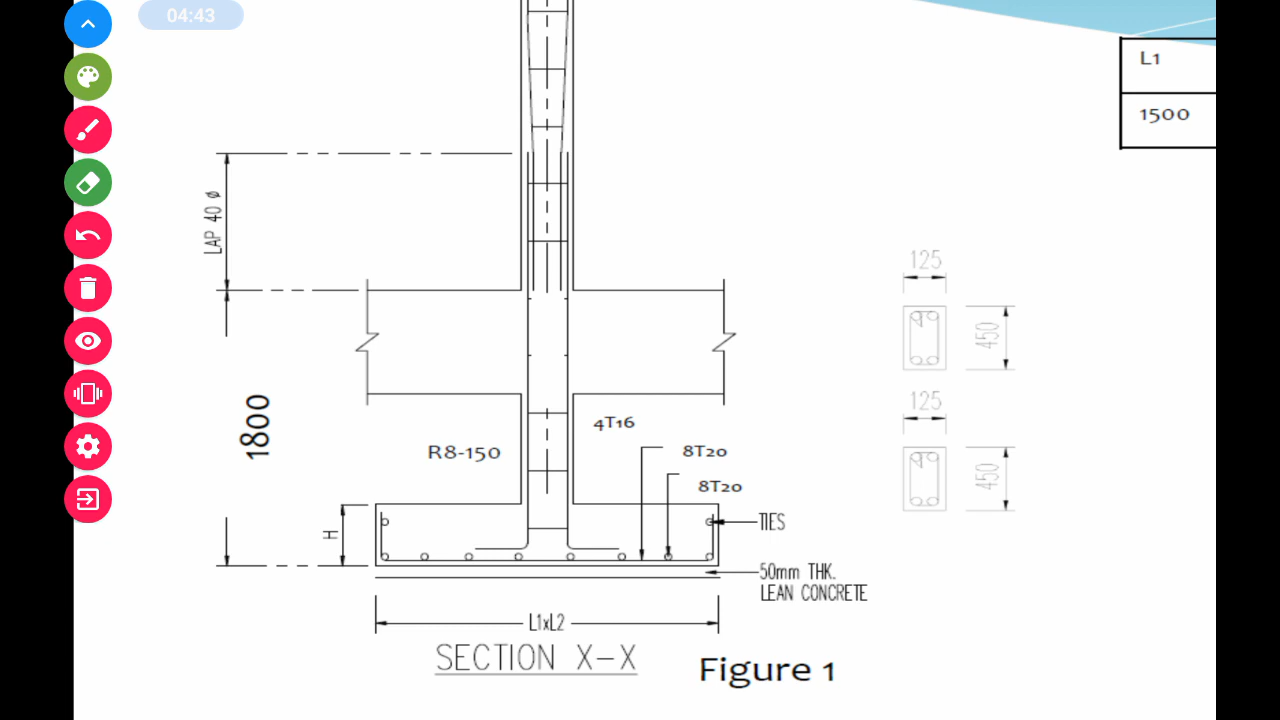 04:43
L1
1500
LAP 40 ø
125
450
125
450
1800
4T16
R8-150
8T20
8T20
H
TIES
50mm THK.
LEAN CONCRETE
L1xL2
SECTION X-X
Figure 1